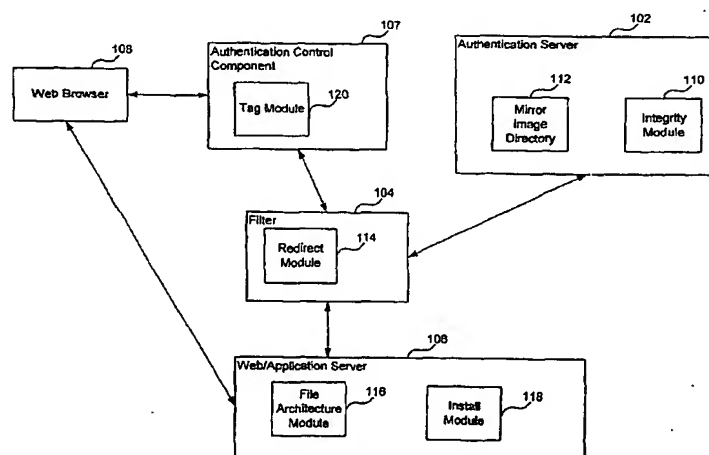 107
102
Authentication Control
Component
Authentication Server
108
Web Browser
120
Tag Module
112
Mirror
Image
Directory
110
Integrity
Module
104
Filter
Redirect
Module
114
106
Web/Application Server
File
Architecture
Module
116
Install
Module
118